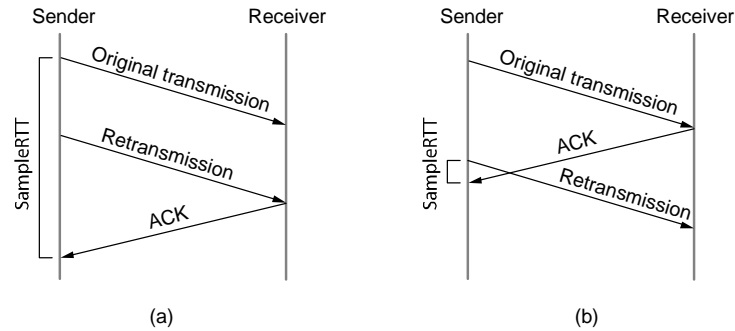 Sender
Receiver
Original transmission
Retransmission
ACK
SampleRTT
(a)
Sender
Receiver
Original transmission
ACK
Retransmission
SampleRTT
(b)